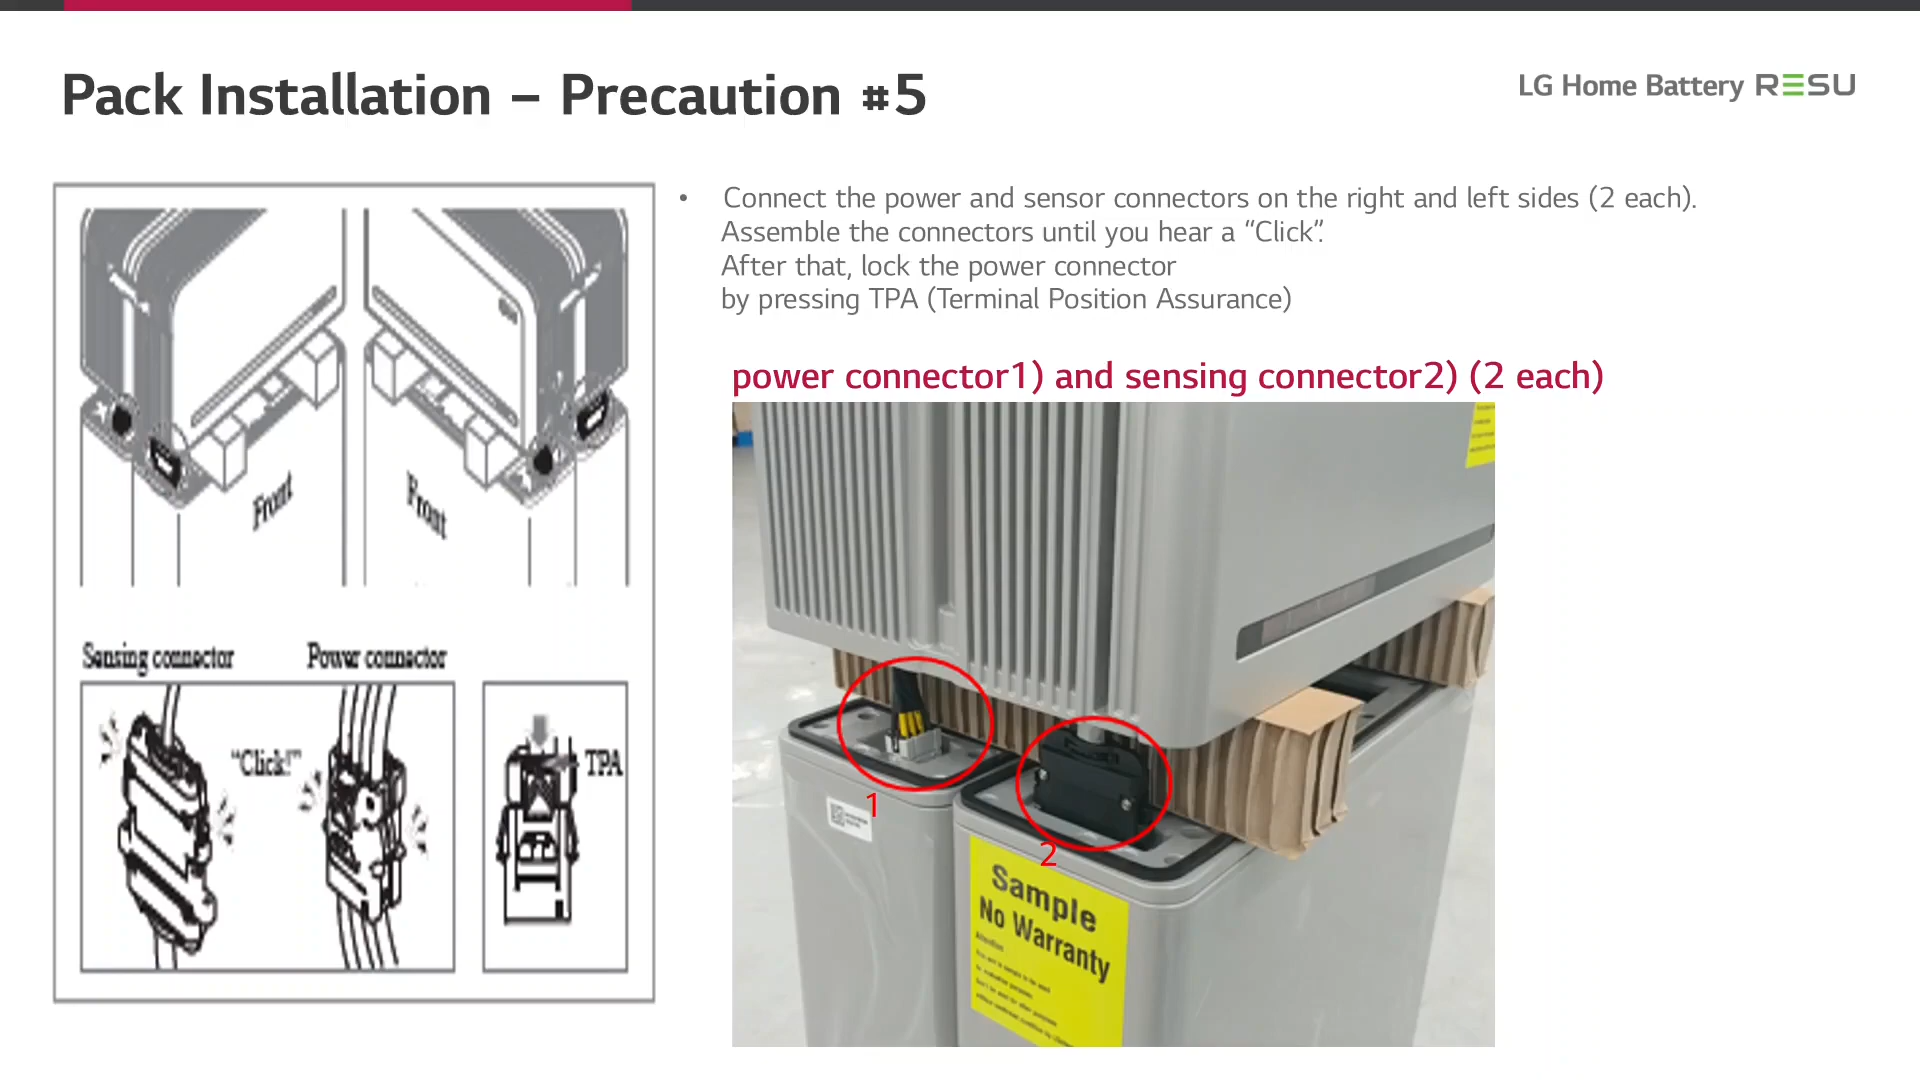 Pack Installation – Precaution #5
LG Home Battery RESU
• Connect the power and sensor connectors on the right and left sides (2 each).
Assemble the connectors until you hear a “Click”.
After that, lock the power connector
by pressing TPA (Terminal Position Assurance)
power connector1) and sensing connector2) (2 each)
Front
Front
Sensing connector
Power connector
“Click!”
TPA
1
2
Sample
No Warranty
Attention